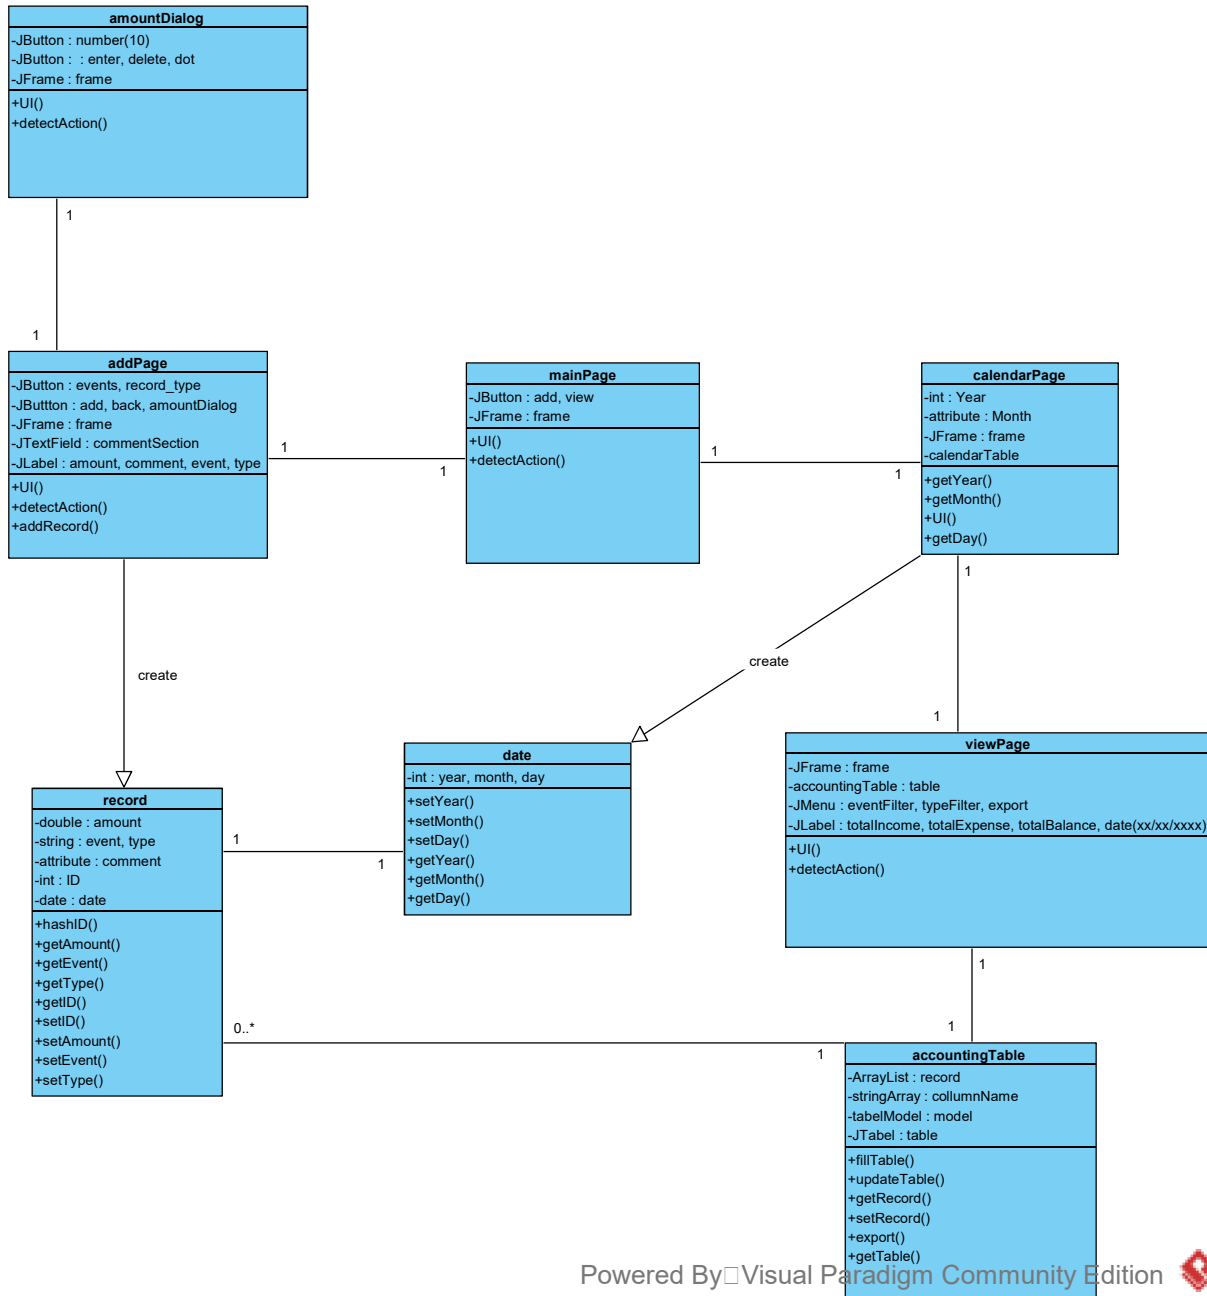 amountDialog
-JButton : number(10)
-JButton : : enter, delete, dot
-JFrame : frame
+UI()
+detectAction()
1
1
addPage
-JButton : events, record_type
-JButtton : add, back, amountDialog
-JFrame : frame
-JTextField : commentSection
-JLabel : amount, comment, event, type
+UI()
+detectAction()
+addRecord()
1
1
mainPage
-JButton : add, view
-JFrame : frame
+UI()
+detectAction()
1
1
calendarPage
-int : Year
-attribute : Month
-JFrame : frame
-calendarTable
+getYear()
+getMonth()
+UI()
+getDay()
1
create
create
1
date
-int : year, month, day
+setYear()
+setMonth()
+setDay()
+getYear()
+getMonth()
+getDay()
viewPage
-JFrame : frame
-accountingTable : table
-JMenu : eventFilter, typeFilter, export
-JLabel : totalIncome, totalExpense, totalBalance, date(xx/xx/xxxx)
+UI()
+detectAction()
record
-double : amount
-string : event, type
-attribute : comment
-int : ID
-date : date
+hashID()
+getAmount()
+getEvent()
+getType()
+getID()
+setID()
+setAmount()
+setEvent()
+setType()
1
1
1
1
0..*
1
accountingTable
-ArrayList : record
-stringArray : collumnName
-tabelModel : model
-JTabel : table
+fillTable()
+updateTable()
+getRecord()
+setRecord()
+export()
+getTable()
Powered By□Visual Paradigm Community Edition